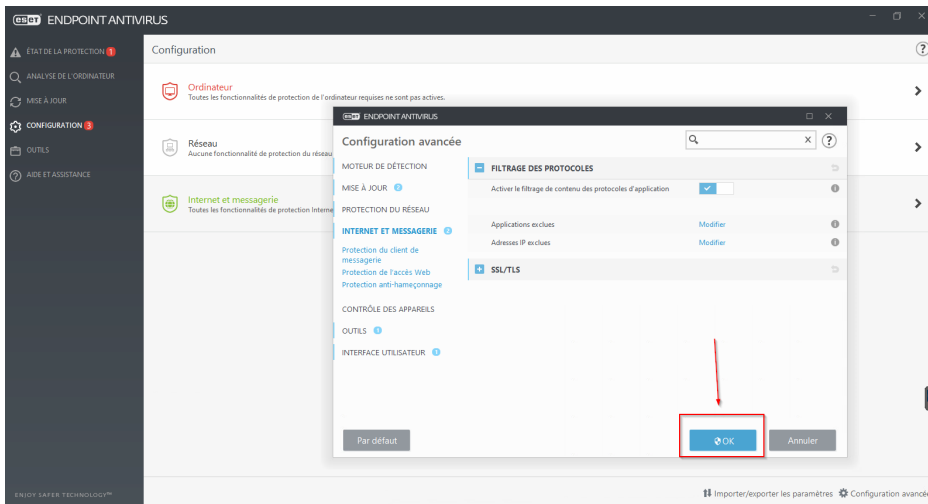 eset ENDPOINT ANTIVIRUS
ÉTAT DE LA PROTECTION 1
ANALYSE DE L'ORDINATEUR
MISE À JOUR
CONFIGURATION 3
OUTILS
AIDE ET ASSISTANCE
ENJOY SAFER TECHNOLOGY™
Configuration
?
Ordinateur
Toutes les fonctionnalités de protection de l'ordinateur requises ne sont pas actives.
Réseau
Aucune fonctionnalité de protection du réseau
Internet et messagerie
Toutes les fonctionnalités de protection Interne
eset ENDPOINT ANTIVIRUS
Configuration avancée
?
MOTEUR DE DÉTECTION
MISE À JOUR
PROTECTION DU RÉSEAU
INTERNET ET MESSAGERIE
Protection du client de
messagerie
Protection de l'accès Web
Protection anti-hameçonnage
CONTRÔLE DES APPAREILS
OUTILS
INTERFACE UTILISATEUR
FILTRAGE DES PROTOCOLES
Activer le filtrage de contenu des protocoles d'application
Applications exclues Modifier
Adresses IP exclues Modifier
SSL/TLS
Par défaut
OK
Annuler
Importer/exporter les paramètres Configuration avancée